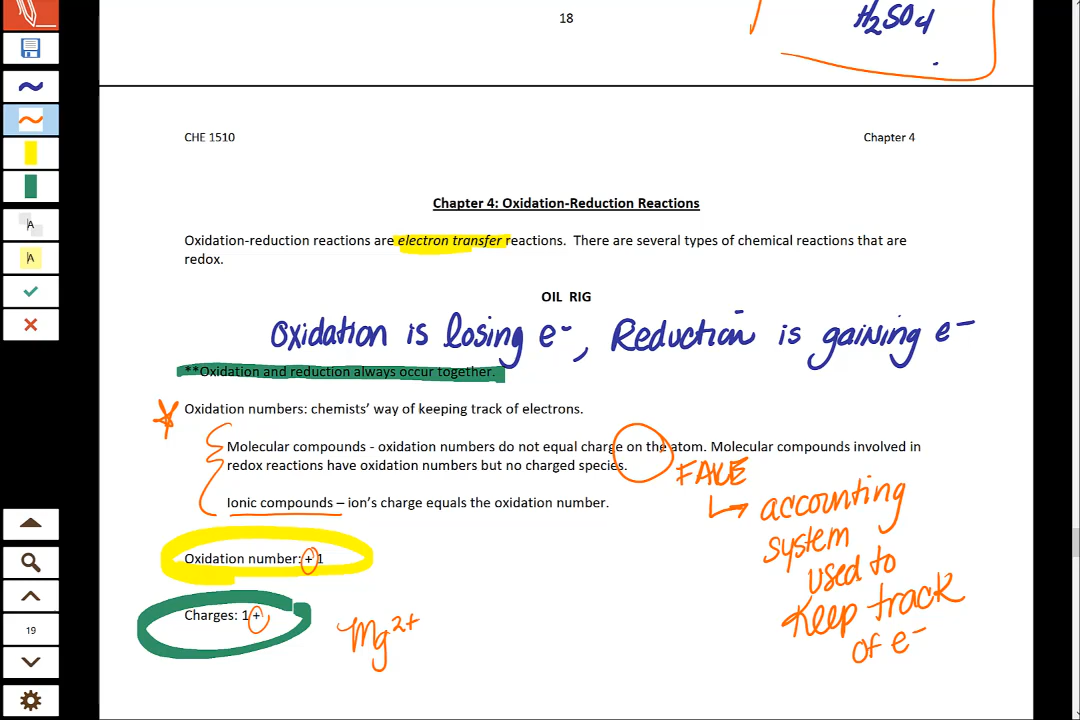 18
H₂SO₄
CHE 1510
Chapter 4
Chapter 4: Oxidation-Reduction Reactions
Oxidation-reduction reactions are electron transfer reactions. There are several types of chemical reactions that are
redox.
OIL RIG
Oxidation is losing e⁻, Reduction is gaining e⁻
**Oxidation and reduction always occur together.
Oxidation numbers: chemists' way of keeping track of electrons.
Molecular compounds - oxidation numbers do not equal charge on the atom. Molecular compounds involved in
redox reactions have oxidation numbers but no charged species.
FAKE
Ionic compounds – ion's charge equals the oxidation number.
↳ accounting
system
used to
keep track
of e⁻
Oxidation number: + 1
Charges: 1 +
Mg²⁺
A
A
19